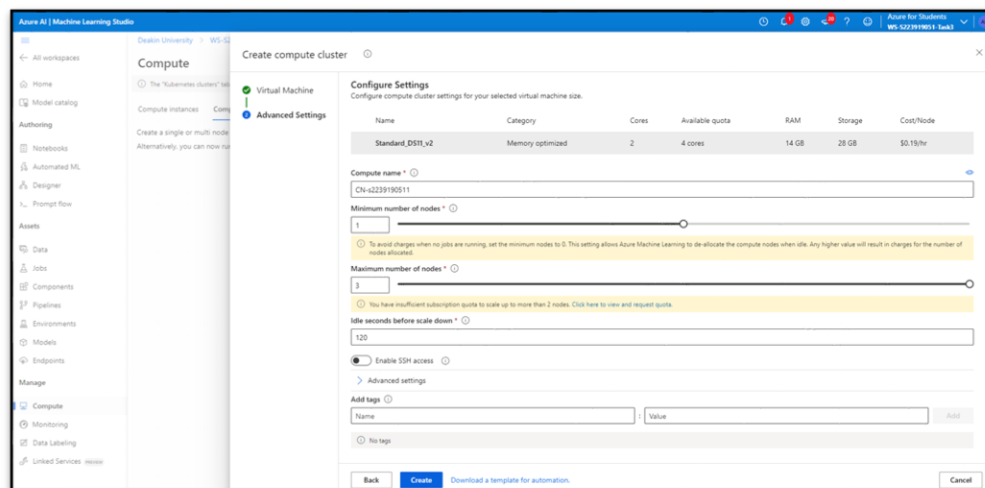 Azure AI | Machine Learning Studio
Azure for Students
WS-S223919051-Task3
Deakin University > WS-S2
All workspaces
Home
Model catalog
Authoring
Notebooks
Automated ML
Designer
Prompt flow
Assets
Data
Jobs
Components
Pipelines
Environments
Models
Endpoints
Manage
Compute
Monitoring
Data Labeling
Linked Services PREVIEW
Compute
The "Kubernetes clusters" tab
Compute instances Comp
Create a single or multi node
Alternatively, you can now run
Create compute cluster
Virtual Machine
2 Advanced Settings
Configure Settings
Configure compute cluster settings for your selected virtual machine size.
Name Category Cores Available quota RAM Storage Cost/Node
Standard_DS11_v2 Memory optimized 2 4 cores 14 GB 28 GB $0.19/hr
Compute name *
CN-s2239190511
Minimum number of nodes *
1
To avoid charges when no jobs are running, set the minimum nodes to 0. This setting allows Azure Machine Learning to de-allocate the compute nodes when idle. Any higher value will result in charges for the number of
nodes allocated.
Maximum number of nodes *
3
You have insufficient subscription quota to scale up to more than 2 nodes. Click here to view and request quota.
Idle seconds before scale down *
120
Enable SSH access
Advanced settings
Add tags
Name : Value Add
No tags
Back Create Download a template for automation. Cancel